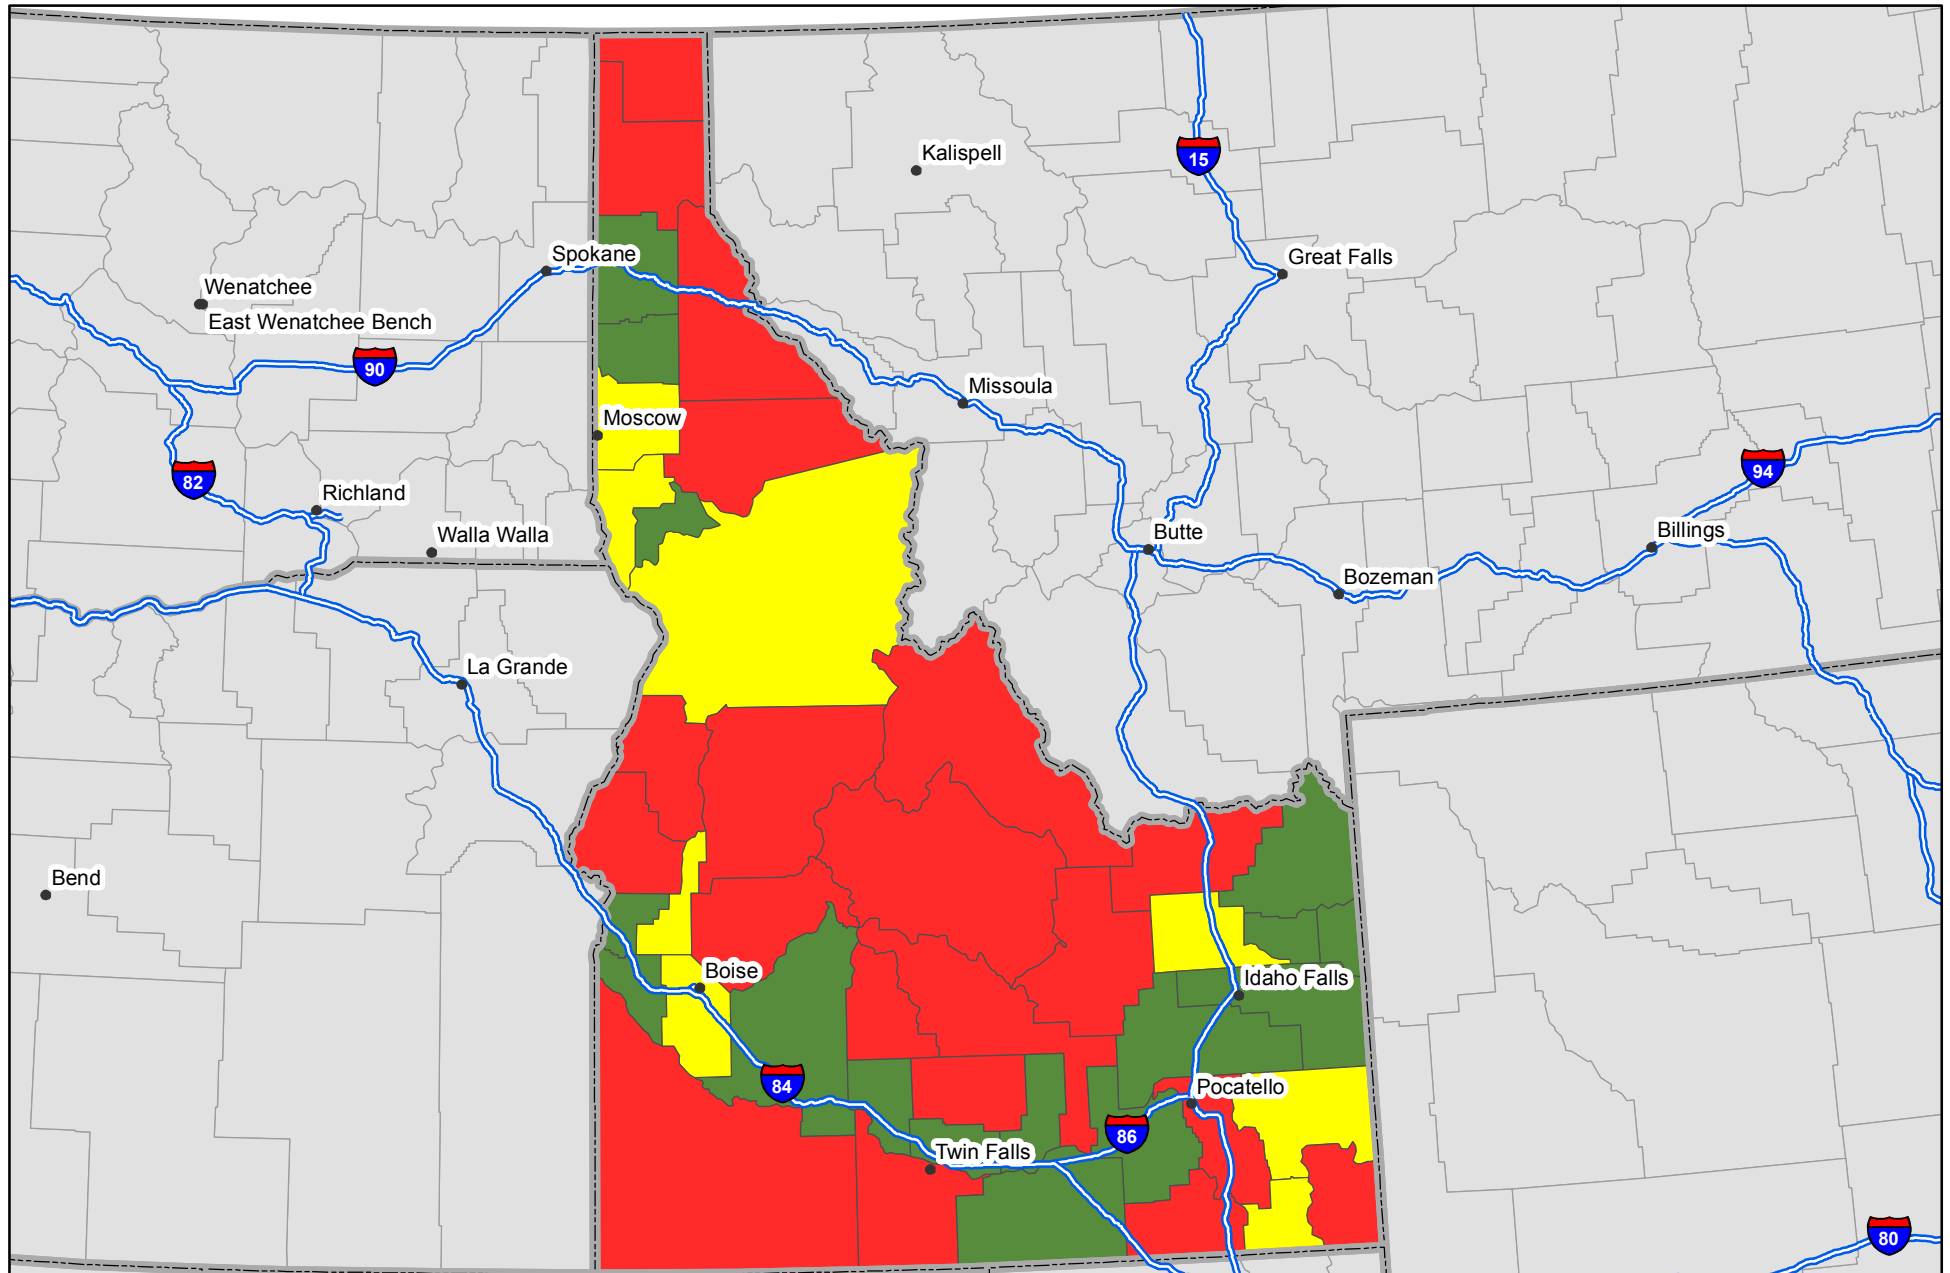 Kalispell
15
Spokane
Great Falls
Wenatchee
East Wenatchee Bench
90
Missoula
Moscow
82
94
Richland
Walla Walla
Butte
Billings
Bozeman
La Grande
Bend
Boise
Idaho Falls
84
Pocatello
86
Twin Falls
80